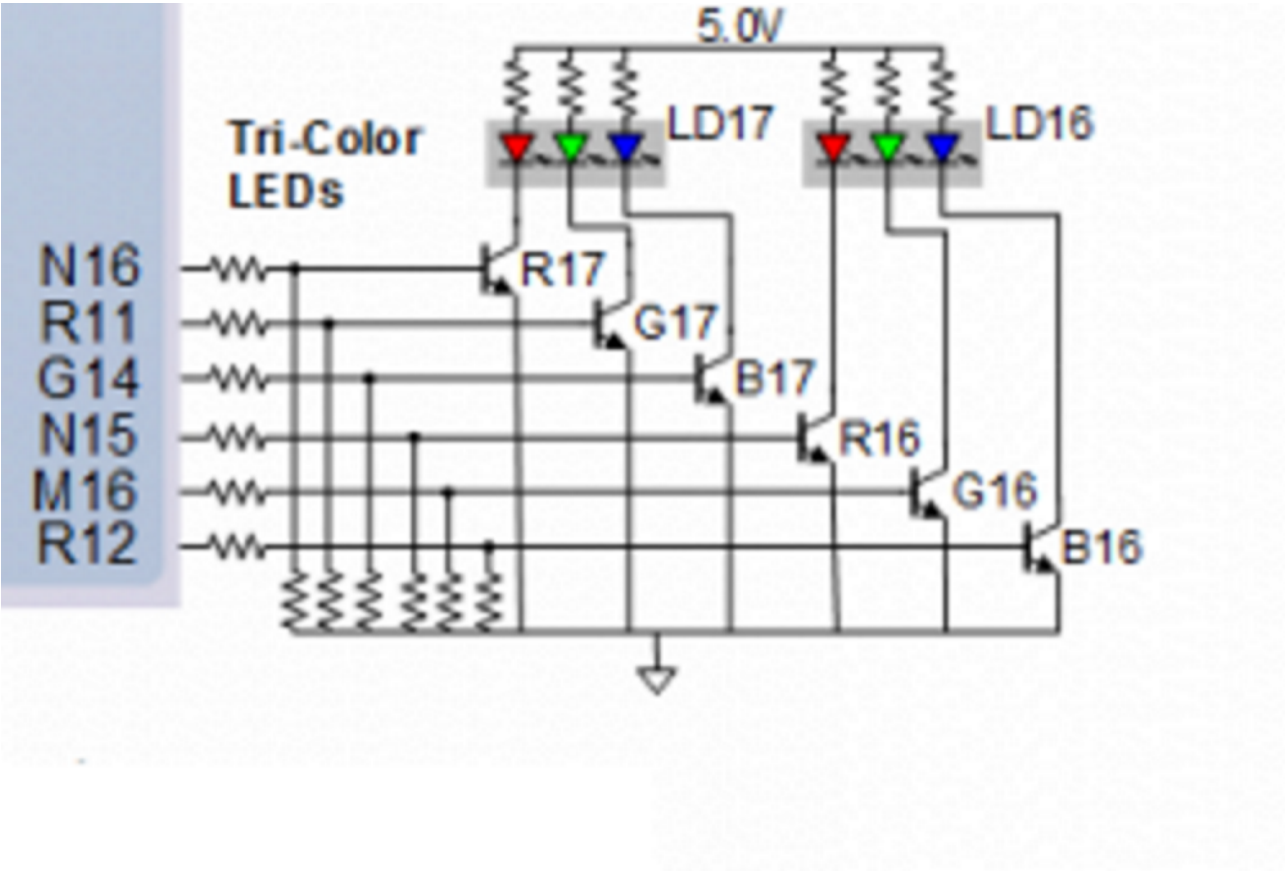 5.0V
LD17
LD16
Tri-Color
LEDs
N16
R17
R11
G17
G14
B17
N15
R16
M16
G16
R12
B16